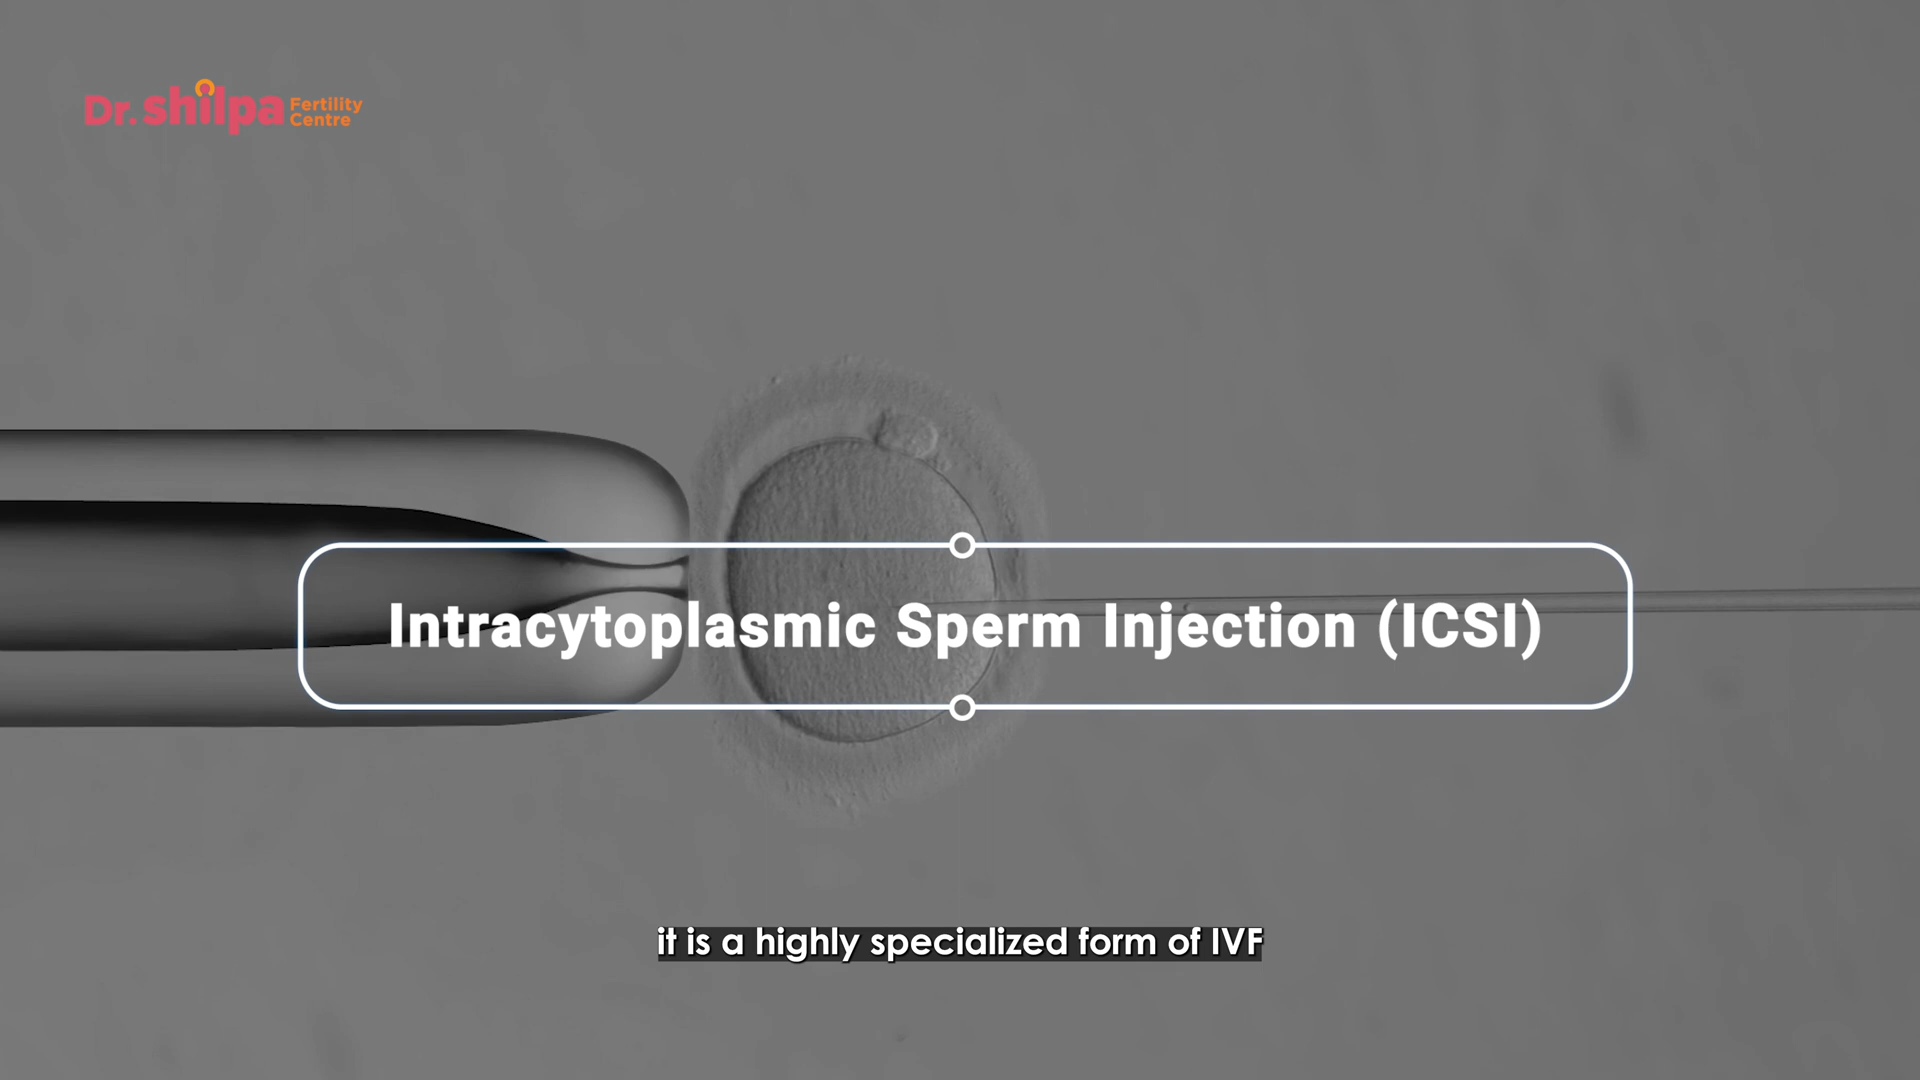 Dr. shilpa Fertility
Centre
Intracytoplasmic Sperm Injection (ICSI)
it is a highly specialized form of IVF